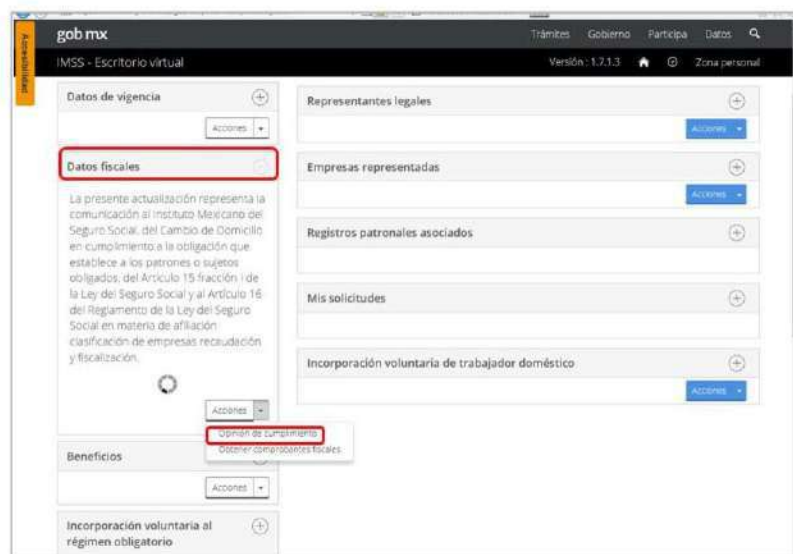 Accesibilidad
gob mx
Trámites Gobierno Participa Datos
IMSS - Escritorio virtual
Versión : 1.7.1.3 Zona personal
Datos de vigencia
Acciones
Datos fiscales
La presente actualización representa la
comunicación al Instituto Mexicano del
Seguro Social, del Cambio de Domicilio
en cumplimiento a la obligación que
establece a los patrones o sujetos
obligados, del Artículo 15 fracción I de
la Ley del Seguro Social y al Artículo 16
del Reglamento de la Ley del Seguro
Social en materia de afiliación
clasificación de empresas recaudación
y fiscalización.
Acciones
Opinión de cumplimiento
Obtener comprobantes fiscales
Beneficios
Acciones
Incorporación voluntaria al
régimen obligatorio
Representantes legales
Acciones
Empresas representadas
Acciones
Registros patronales asociados
Mis solicitudes
Incorporación voluntaria de trabajador doméstico
Acciones